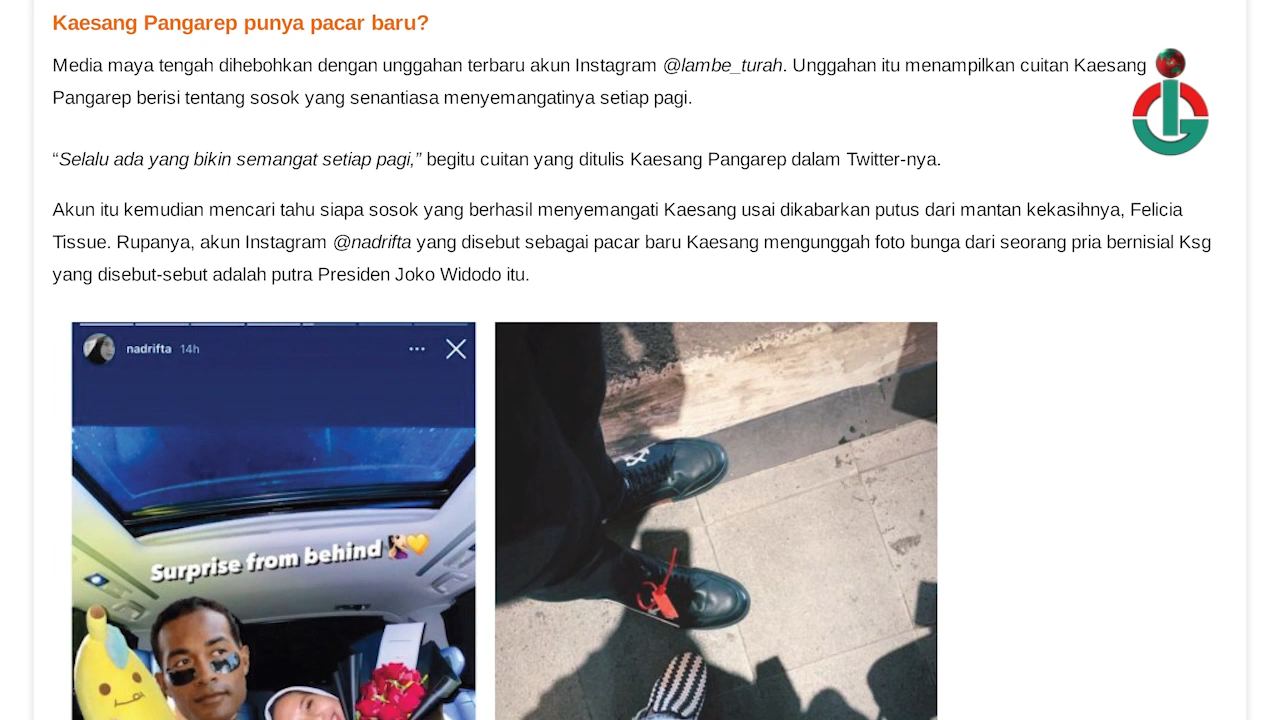 Kaesang Pangarep punya pacar baru?
Media maya tengah dihebohkan dengan unggahan terbaru akun Instagram @lambe_turah. Unggahan itu menampilkan cuitan Kaesang
Pangarep berisi tentang sosok yang senantiasa menyemangatinya setiap pagi.
“Selalu ada yang bikin semangat setiap pagi,” begitu cuitan yang ditulis Kaesang Pangarep dalam Twitter-nya.
Akun itu kemudian mencari tahu siapa sosok yang berhasil menyemangati Kaesang usai dikabarkan putus dari mantan kekasihnya, Felicia
Tissue. Rupanya, akun Instagram @nadrifta yang disebut sebagai pacar baru Kaesang mengunggah foto bunga dari seorang pria bernisial Ksg
yang disebut-sebut adalah putra Presiden Joko Widodo itu.
nadrifta 14h
Surprise from behind